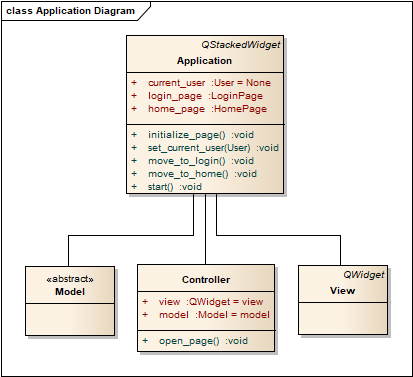 class Application Diagram
QStackedWidget
Application
+ current_user :User = None
+ login_page :LoginPage
+ home_page :HomePage
+ initialize_page() :void
+ set_current_user(User) :void
+ move_to_login() :void
+ move_to_home() :void
+ start() :void
«abstract»
Model
Controller
+ view :QWidget = view
+ model :Model = model
+ open_page() :void
QWidget
View